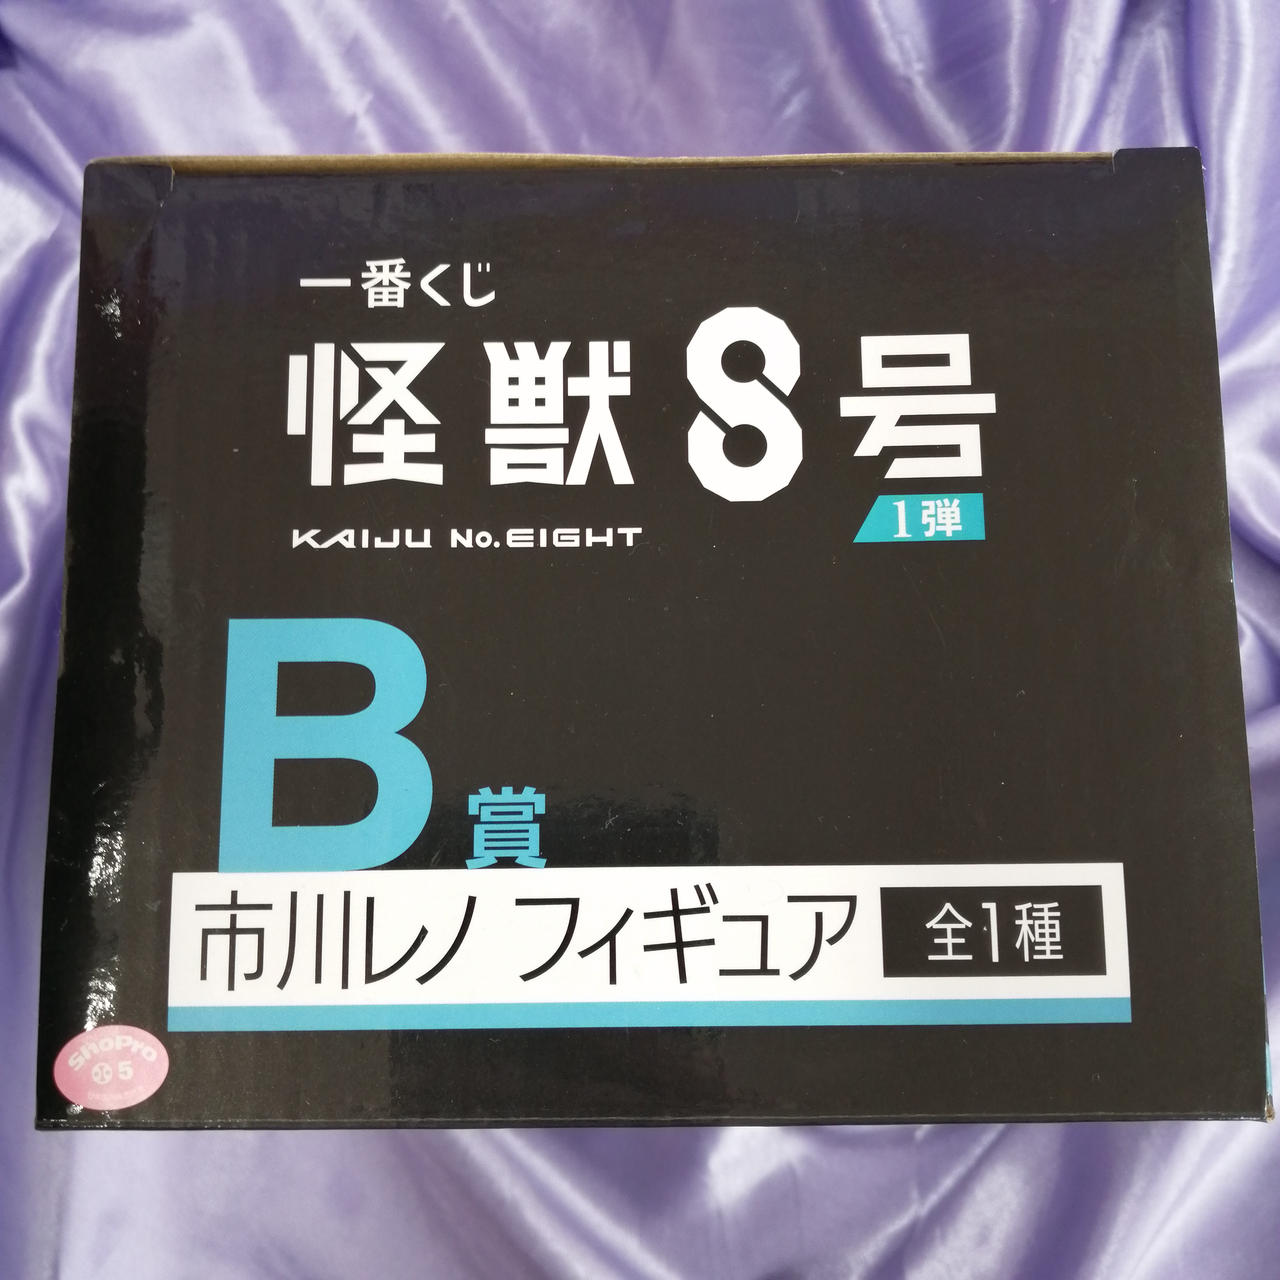 一番くじ
怪獣8号
KAIJU No.EIGHT
1弾
B賞
市川レノ フィギュア 全1種
ShoPro
5